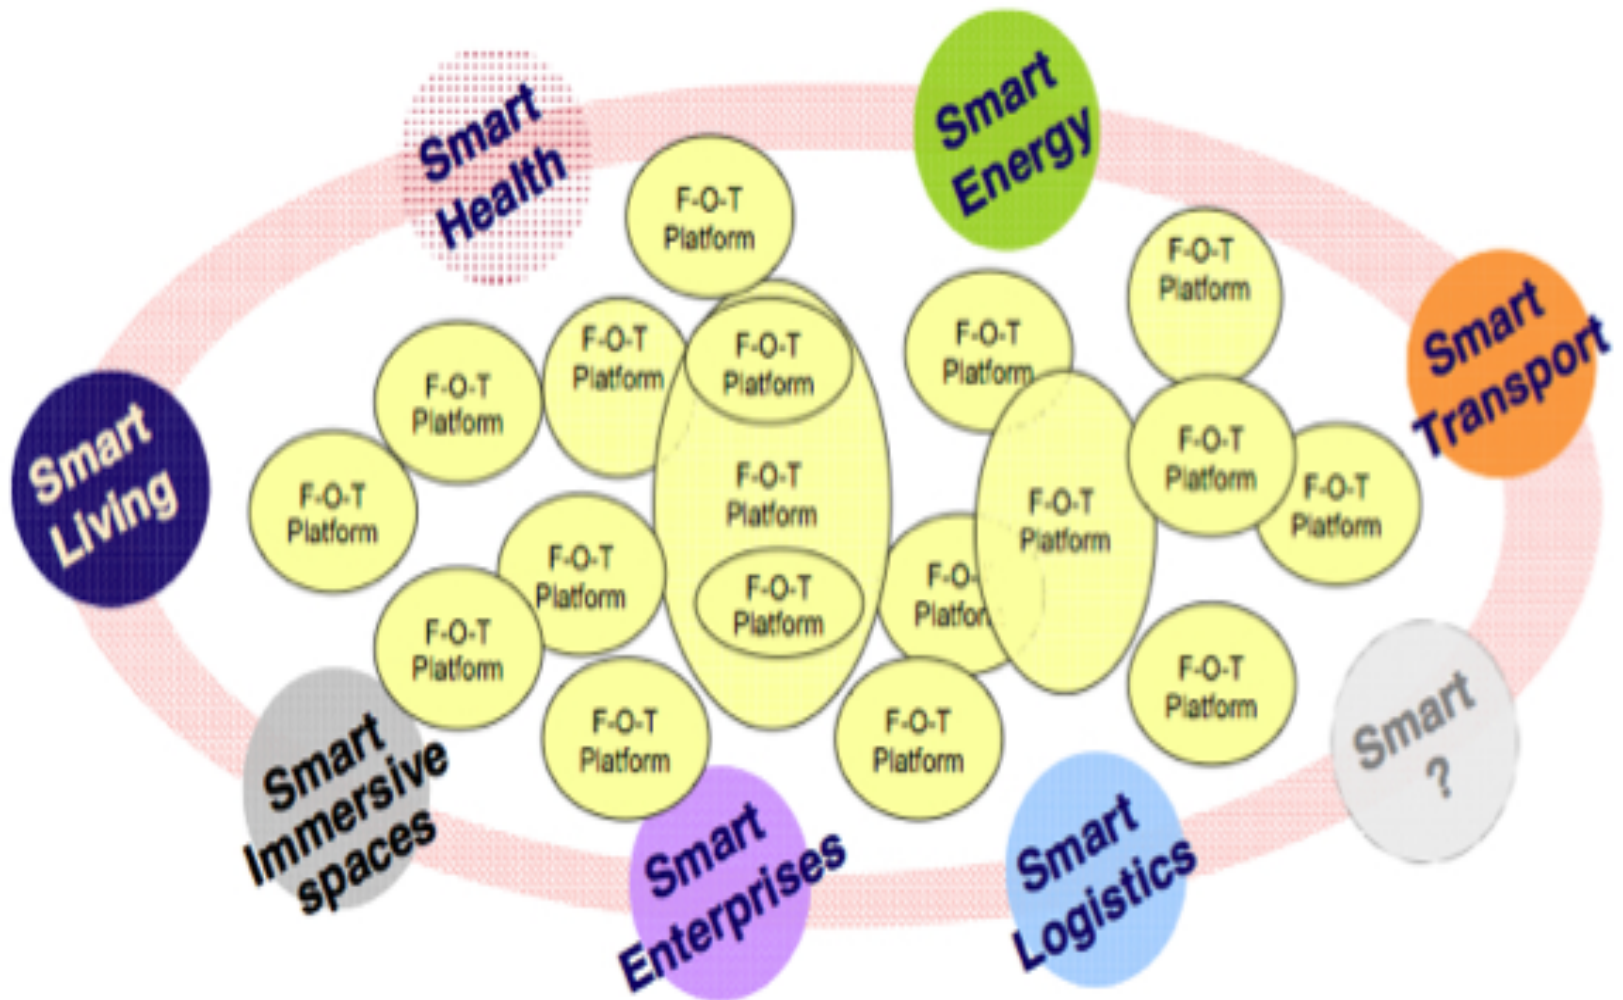 Smart
Health
Smart
Energy
Smart
Transport
Smart
Living
Smart
Immersive
spaces
Smart
Enterprises
Smart
Logistics
Smart
?
F-O-T
Platform
F-O-T
Platform
F-O-T
Platform
F-O-T
Platform
F-O-T
Platform
F-O-T
Platform
F-O-T
Platform
F-O-T
Platform
F-O-T
Platform
F-O-T
Platform
F-O-T
Platform
F-O-T
Platform
F-O-T
Platform
F-O-T
Platform
F-O-
Platfor
F-O-T
Platform
F-O-T
Platform
F-O-T
Platform
F-O-T
Platform